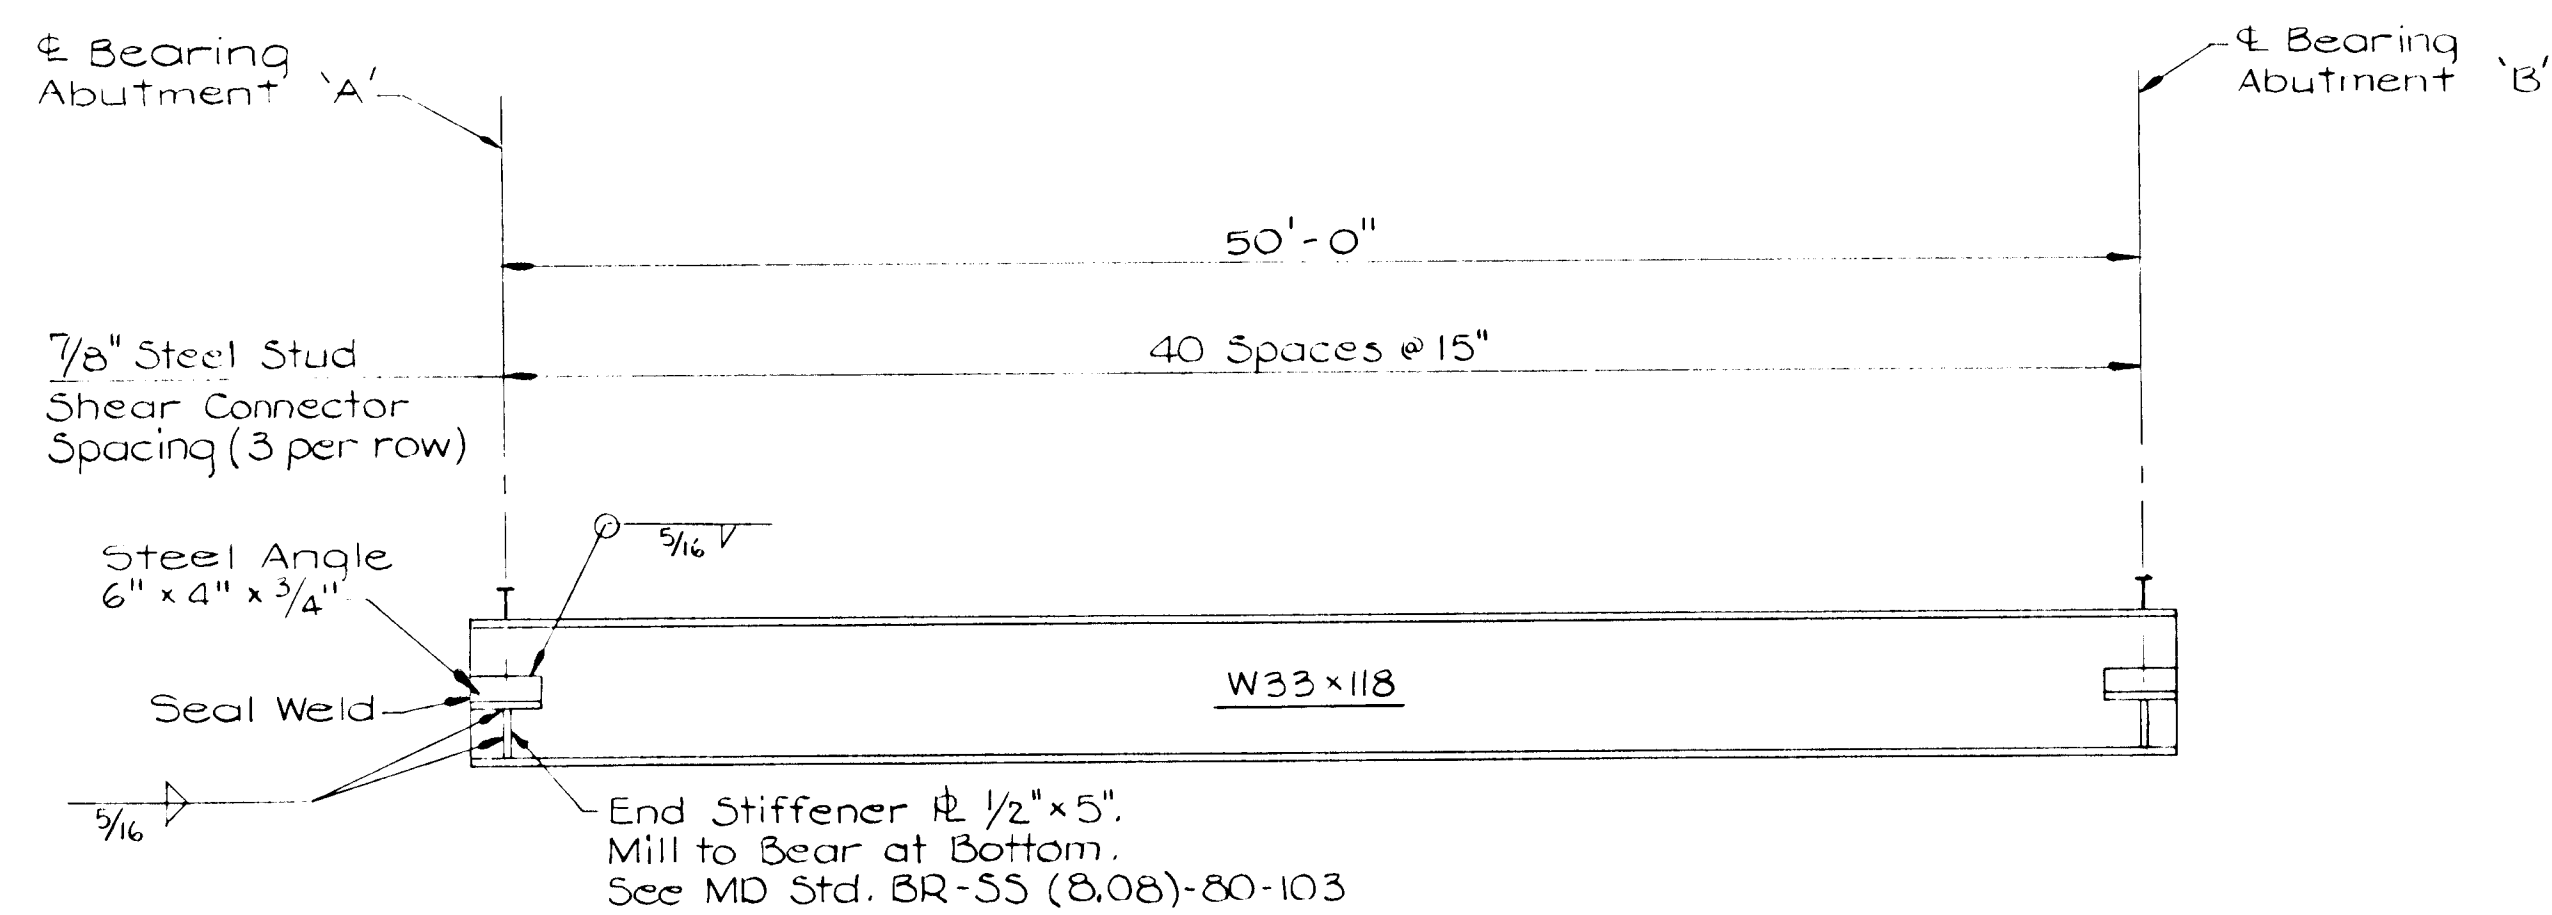 ℄ Bearing
Abutment 'A'
℄ Bearing
Abutment 'B'
50'-0"
40 Spaces @ 15"
7/8" Steel Stud
Shear Connector
Spacing (3 per row)
5/16
Steel Angle
6" x 4" x 3/4"
Seal Weld
W33x118
5/16
End Stiffener ⅊ 1/2" x 5".
Mill to Bear at Bottom.
See MD Std. BR-SS (8.08)-80-103